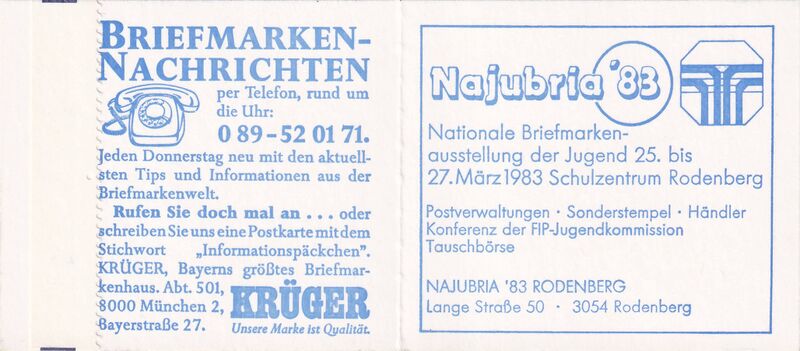 BRIEFMARKEN-
NACHRICHTEN
per Telefon, rund um
die Uhr:
0 89-52 01 71.
Jeden Donnerstag neu mit den aktuell-
sten Tips und Informationen aus der
Briefmarkenwelt.
Rufen Sie doch mal an . . . oder
schreiben Sie uns eine Postkarte mit dem
Stichwort „Informationspäckchen".
KRÜGER, Bayerns größtes Briefmar-
kenhaus. Abt. 501,
8000 München 2,
Bayerstraße 27.
KRÜGER
Unsere Marke ist Qualität.
Najubria '83
Nationale Briefmarken-
ausstellung der Jugend 25. bis
27. März 1983 Schulzentrum Rodenberg
Postverwaltungen · Sonderstempel · Händler
Konferenz der FIP-Jugendkommission
Tauschbörse
NAJUBRIA '83 RODENBERG
Lange Straße 50 · 3054 Rodenberg